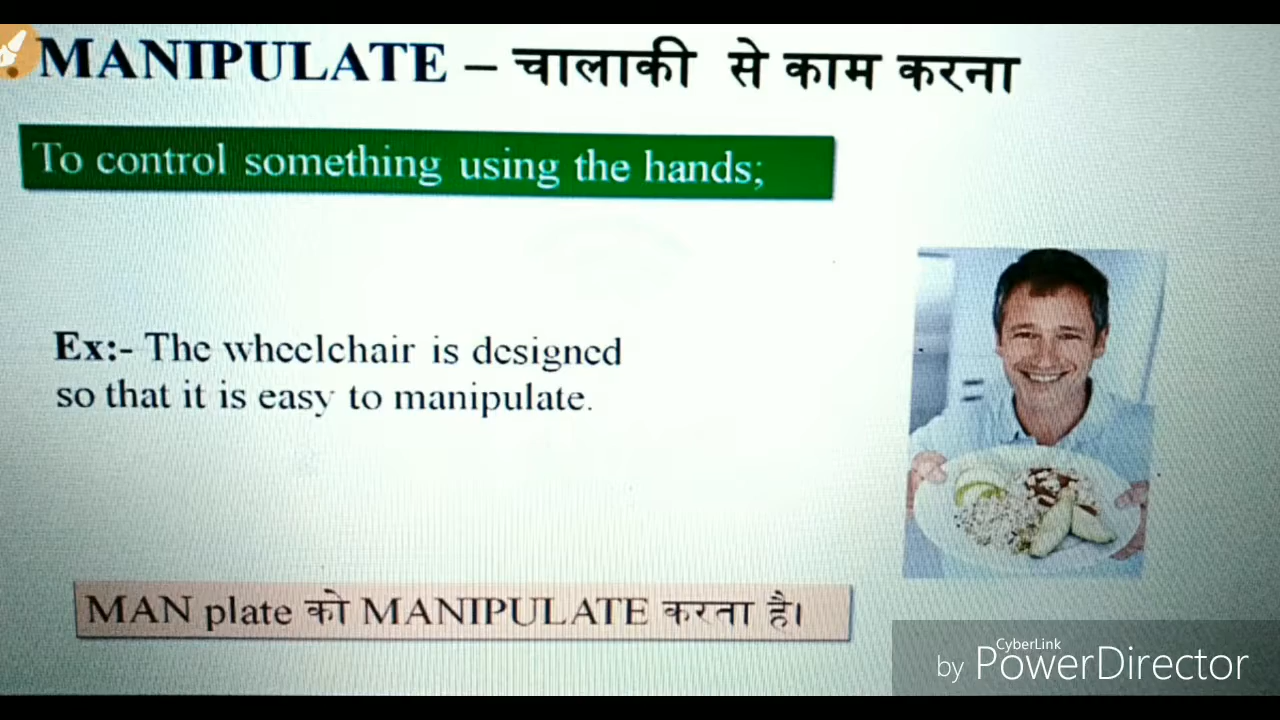 MANIPULATE – चालाकी से काम करना
To control something using the hands;
Ex:- The wheelchair is designed
so that it is easy to manipulate.
MAN plate को MANIPULATE करता है।
CyberLink
by PowerDirector